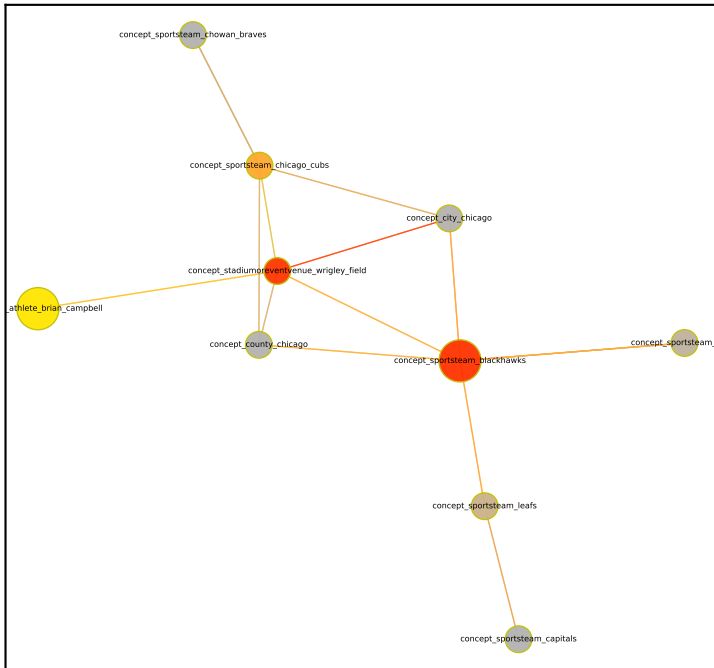 concept_sportsteam_chowan_braves
concept_sportsteam_chicago_cubs
concept_city_chicago
concept_stadiumoreventvenue_wrigley_field
_athlete_brian_campbell
concept_county_chicago
concept_sportsteam_
concept_sportsteam_blackhawks
concept_sportsteam_leafs
concept_sportsteam_capitals